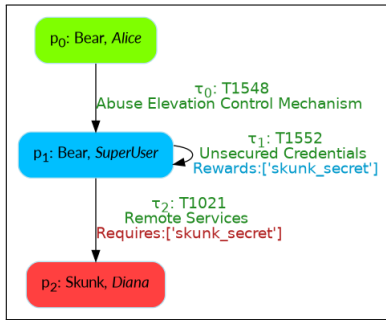 p₀: Bear, Alice
τ₀: T1548
Abuse Elevation Control Mechanism
p₁: Bear, SuperUser
τ₁: T1552
Unsecured Credentials
Rewards:['skunk_secret']
τ₂: T1021
Remote Services
Requires:['skunk_secret']
p₂: Skunk, Diana